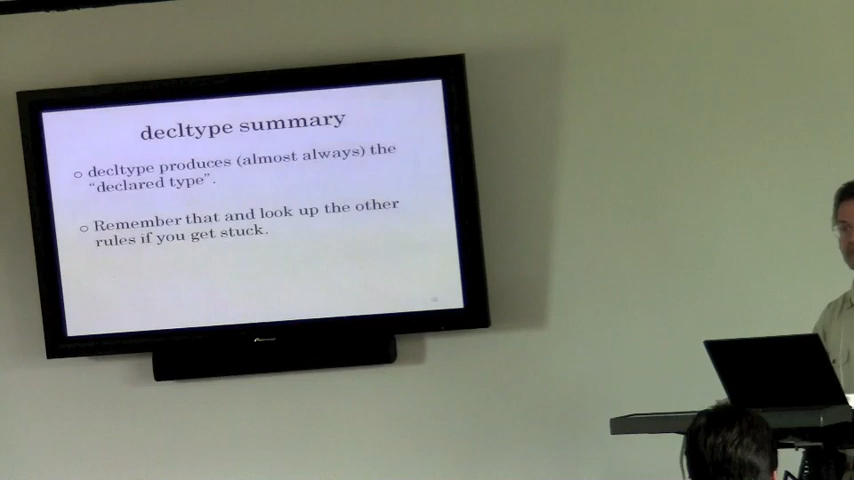 decltype summary
decltype produces (almost always) the
“declared type”.
Remember that and look up the other
rules if you get stuck.